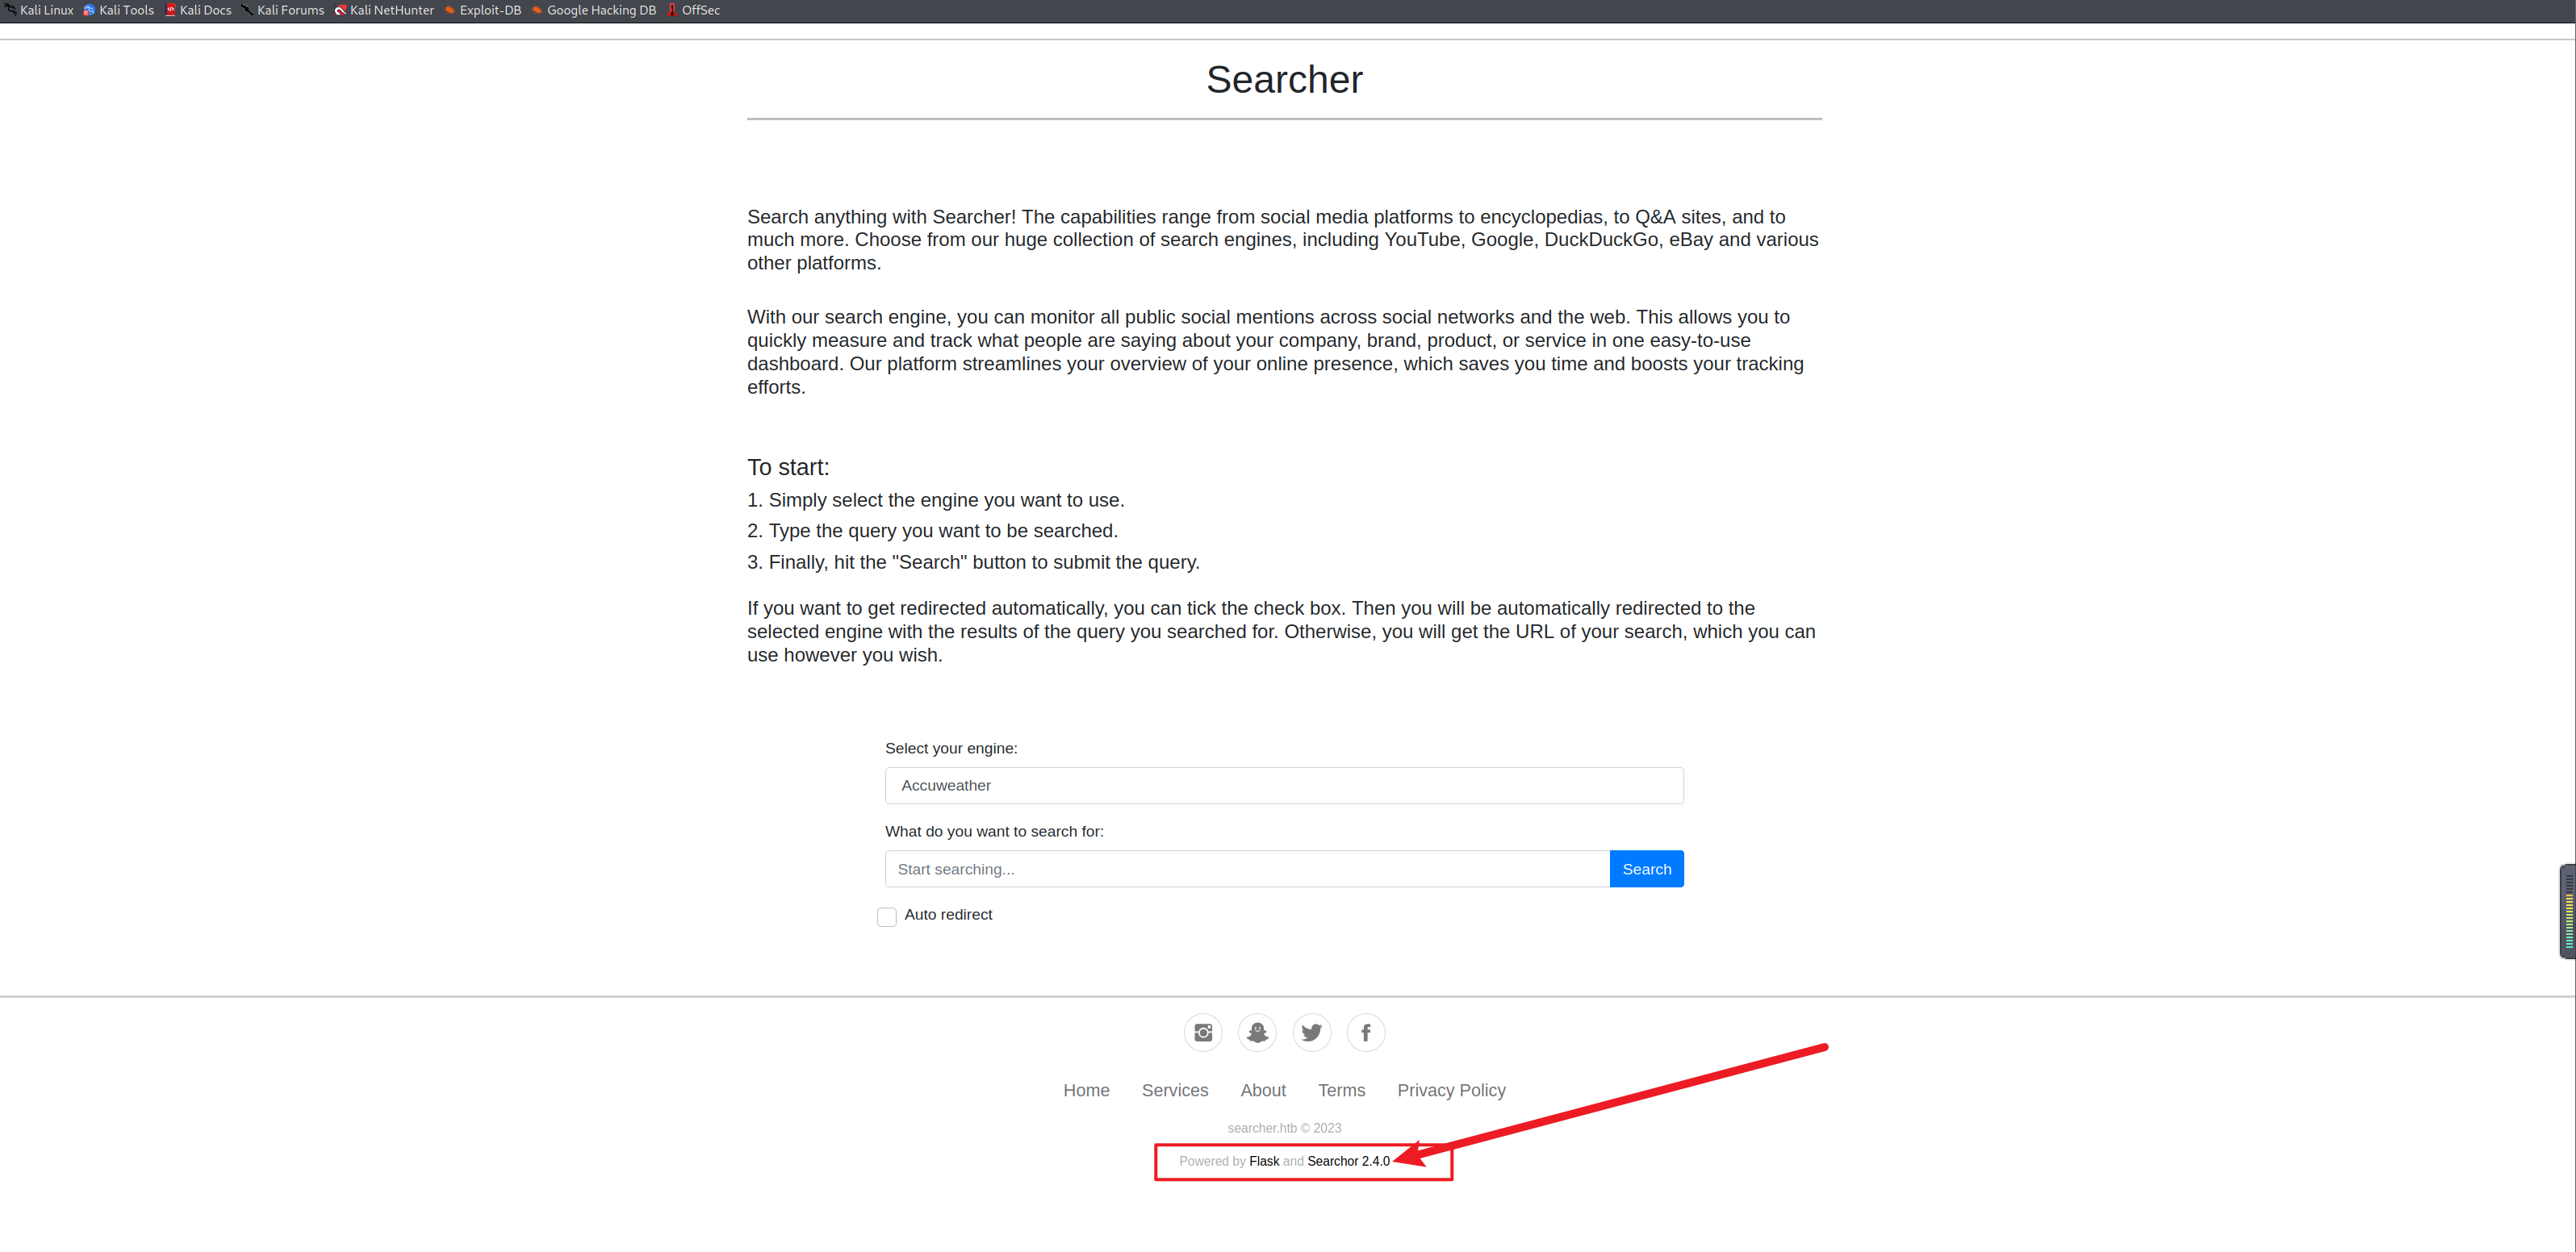 Kali Linux Kali Tools Kali Docs Kali Forums Kali NetHunter Exploit-DB Google Hacking DB OffSec
Searcher
Search anything with Searcher! The capabilities range from social media platforms to encyclopedias, to Q&A sites, and to
much more. Choose from our huge collection of search engines, including YouTube, Google, DuckDuckGo, eBay and various
other platforms.
With our search engine, you can monitor all public social mentions across social networks and the web. This allows you to
quickly measure and track what people are saying about your company, brand, product, or service in one easy-to-use
dashboard. Our platform streamlines your overview of your online presence, which saves you time and boosts your tracking
efforts.
To start:
1. Simply select the engine you want to use.
2. Type the query you want to be searched.
3. Finally, hit the "Search" button to submit the query.
If you want to get redirected automatically, you can tick the check box. Then you will be automatically redirected to the
selected engine with the results of the query you searched for. Otherwise, you will get the URL of your search, which you can
use however you wish.
Select your engine:
Accuweather
What do you want to search for:
Start searching... Search
Auto redirect
Home Services About Terms Privacy Policy
searcher.htb © 2023
Powered by Flask and Searchor 2.4.0